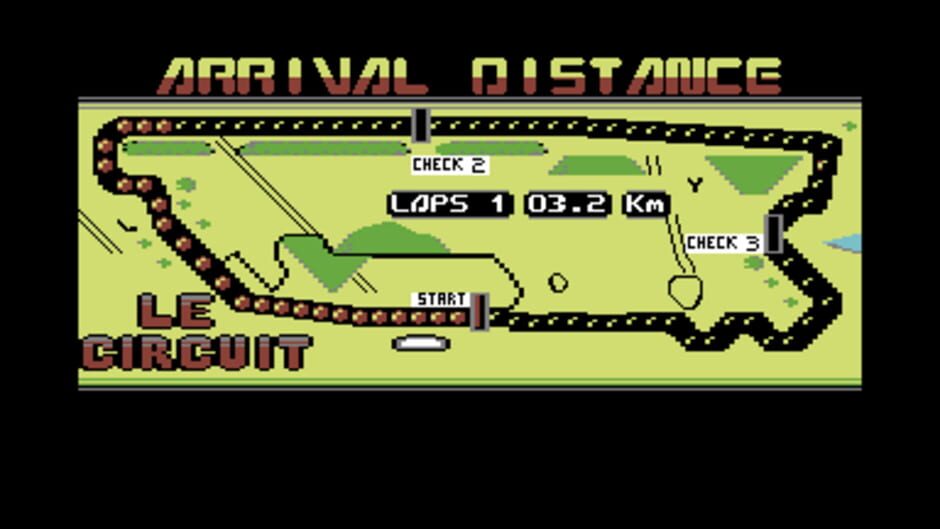 ARRIVAL DISTANCE
CHECK 2
LAPS 1 03.2 Km
CHECK 3
START
LE
CIRCUIT